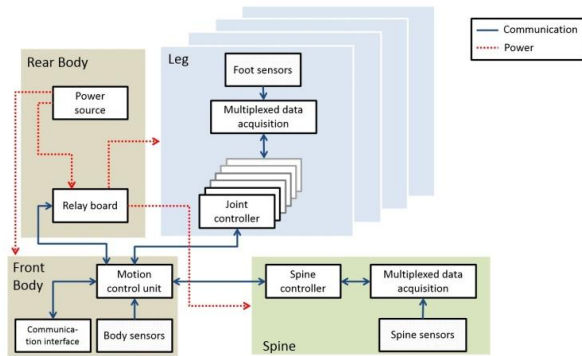 Communication
Power
Rear Body
Power
source
Relay board
Leg
Foot sensors
Multiplexed data
acquisition
Joint
controller
Front
Body
Motion
control unit
Communica-
tion interface
Body sensors
Spine
controller
Multiplexed data
acquisition
Spine sensors
Spine